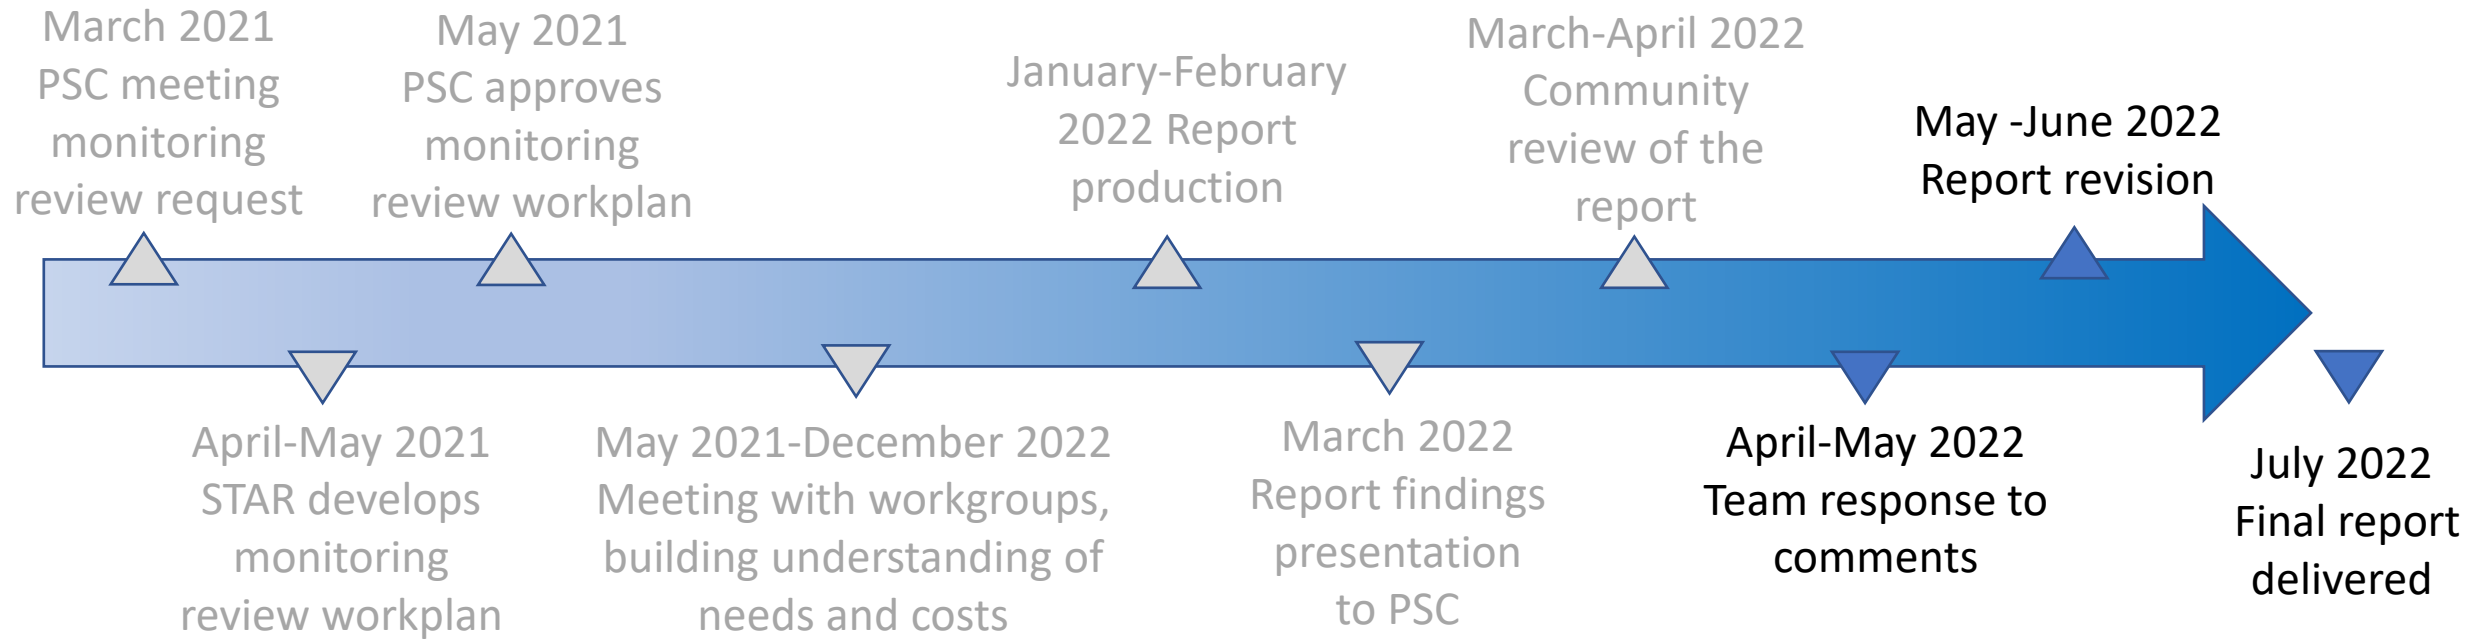 March 2021
PSC meeting
monitoring
review request
May 2021
PSC approves
monitoring
review workplan
January-February
2022 Report
production
March-April 2022
Community
review of the
report
May -June 2022
Report revision
April-May 2021
STAR develops
monitoring
review workplan
May 2021-December 2022
Meeting with workgroups,
building understanding of
needs and costs
March 2022
Report findings
presentation
to PSC
April-May 2022
Team response to
comments
July 2022
Final report
delivered